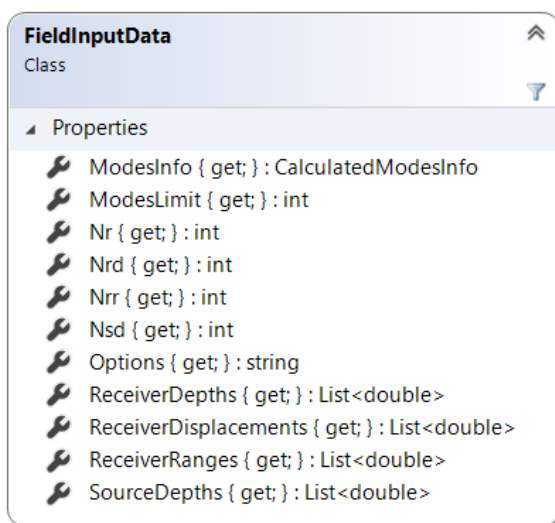 FieldInputData
Class
Properties
ModesInfo { get; } : CalculatedModesInfo
ModesLimit { get; } : int
Nr { get; } : int
Nrd { get; } : int
Nrr { get; } : int
Nsd { get; } : int
Options { get; } : string
ReceiverDepths { get; } : List<double>
ReceiverDisplacements { get; } : List<double>
ReceiverRanges { get; } : List<double>
SourceDepths { get; } : List<double>